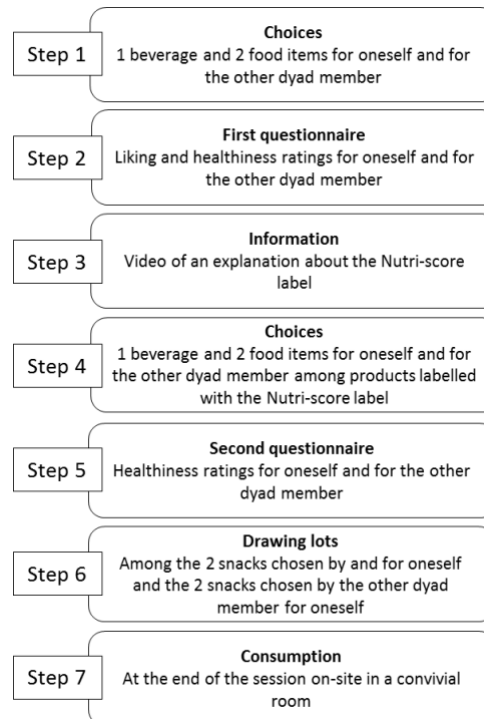 Step 1
Choices
1 beverage and 2 food items for oneself and for
the other dyad member
Step 2
First questionnaire
Liking and healthiness ratings for oneself and for
the other dyad member
Step 3
Information
Video of an explanation about the Nutri-score
label
Step 4
Choices
1 beverage and 2 food items for oneself and for
the other dyad member among products labelled
with the Nutri-score label
Step 5
Second questionnaire
Healthiness ratings for oneself and for the other
dyad member
Step 6
Drawing lots
Among the 2 snacks chosen by and for oneself
and the 2 snacks chosen by the other dyad
member for oneself
Step 7
Consumption
At the end of the session on-site in a convivial
room